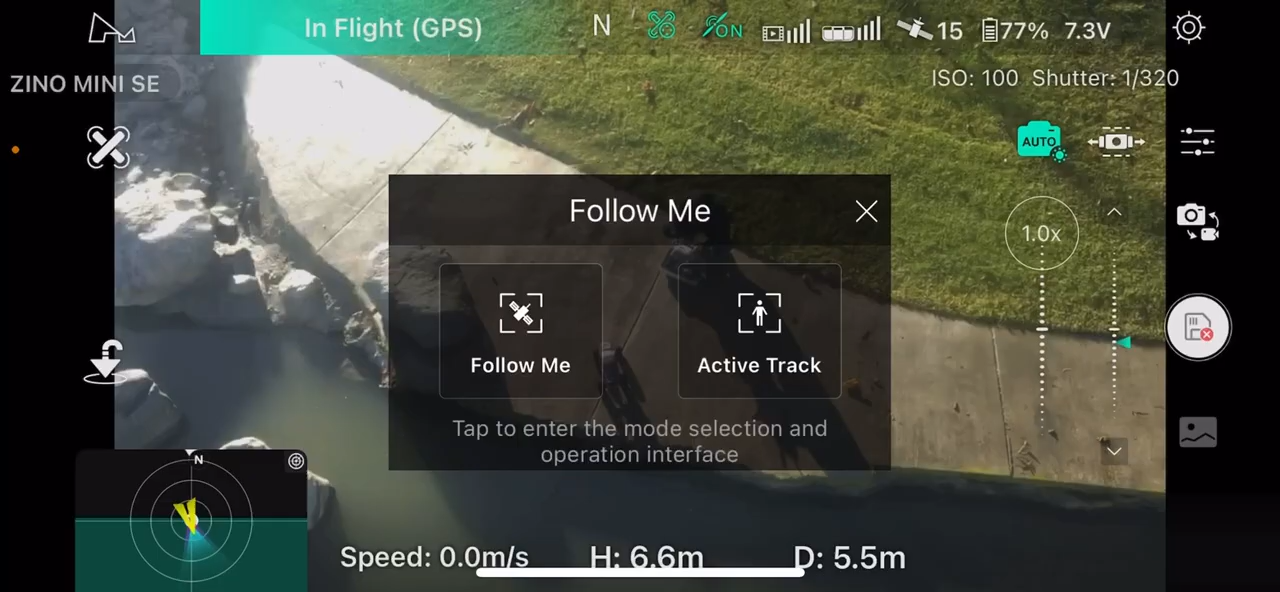 In Flight (GPS)
N
ON
15
77%
7.3V
ZINO MINI SE
ISO: 100 Shutter: 1/320
AUTO
Follow Me
1.0x
Follow Me
Active Track
Tap to enter the mode selection and
operation interface
N
Speed: 0.0m/s
H: 6.6m
D: 5.5m